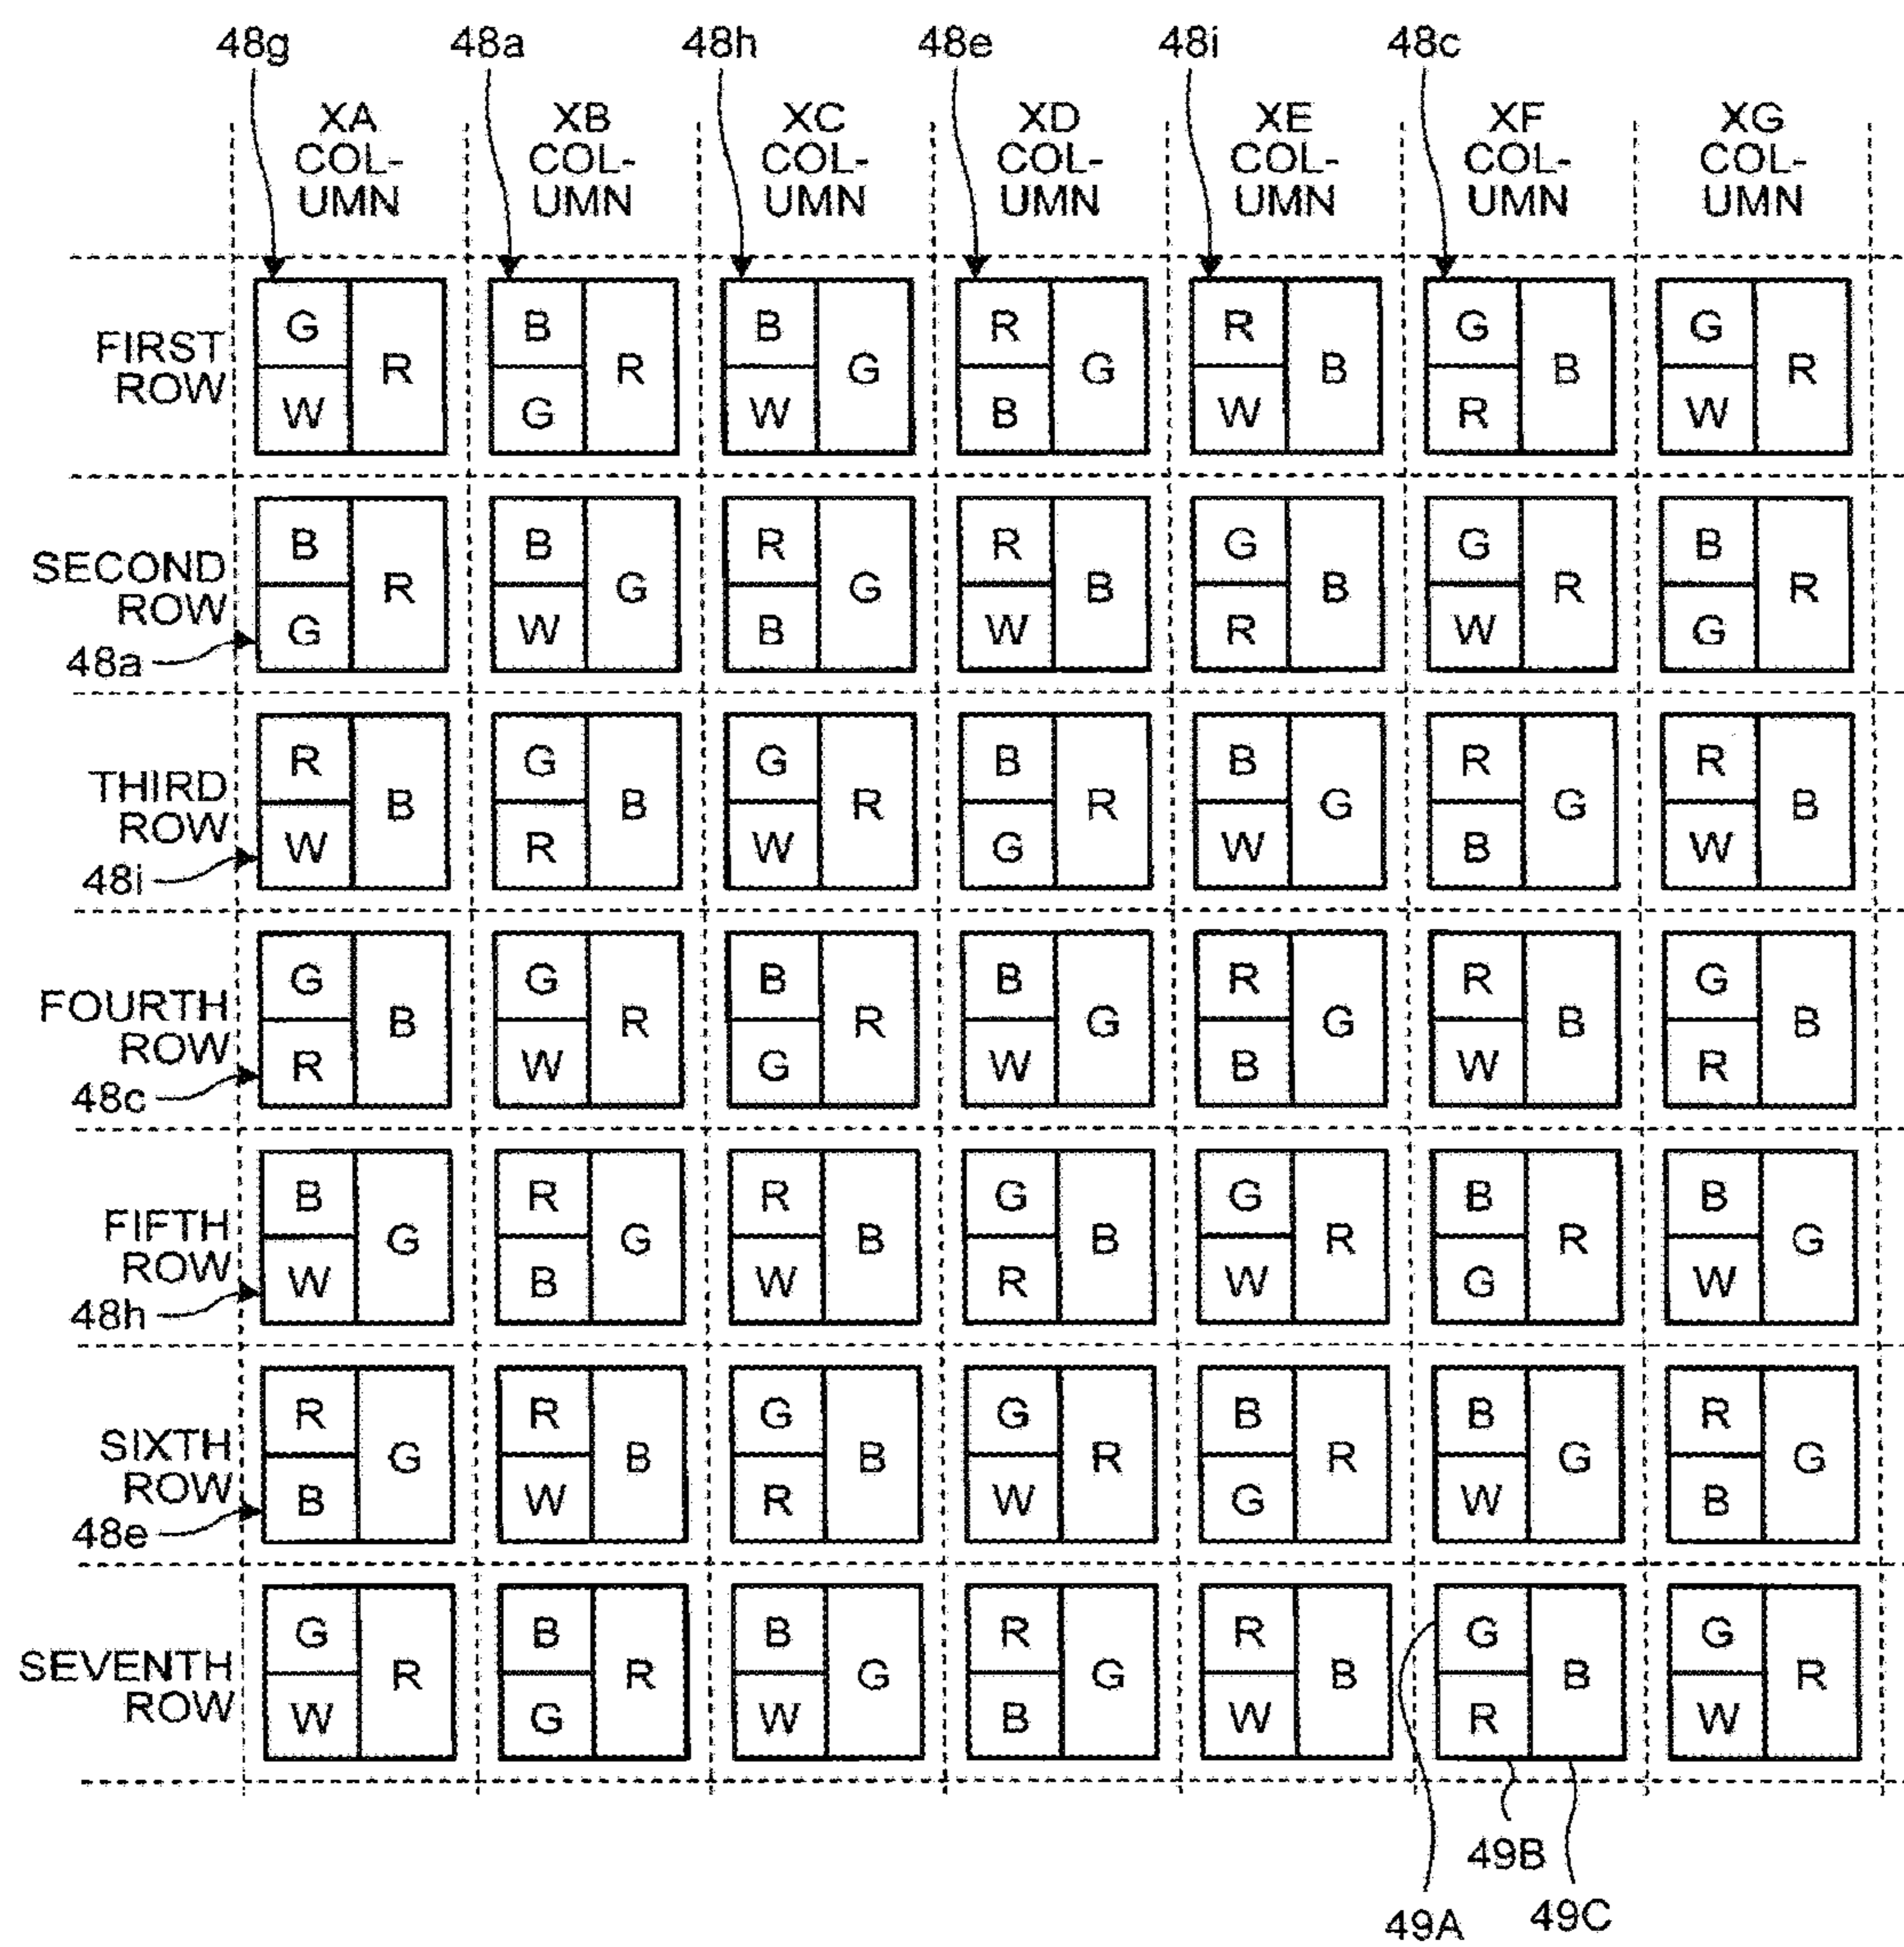 48g 48a 48h 48e 48i 48c
XA COL-UMN XB COL-UMN XC COL-UMN XD COL-UMN XE COL-UMN XF COL-UMN XG COL-UMN
FIRST ROW
G W R B G R B W G R B G R W B G R B G W R
SECOND ROW
48a
B G R B W G R B G R W B G R B G W R B G R
THIRD ROW
48i
R W B G R B G W R B G R B W G R B G R W B
FOURTH ROW
48c
G R B G W R B G R B W G R B G R W B G R B
FIFTH ROW
48h
B W G R B G R W B G R B G W R B G R B W G
SIXTH ROW
48e
R B G R W B G R B G W R B G R B W G R B G
SEVENTH ROW
G W R B G R B W G R B G R W B G R B G W R
49B
49A 49C